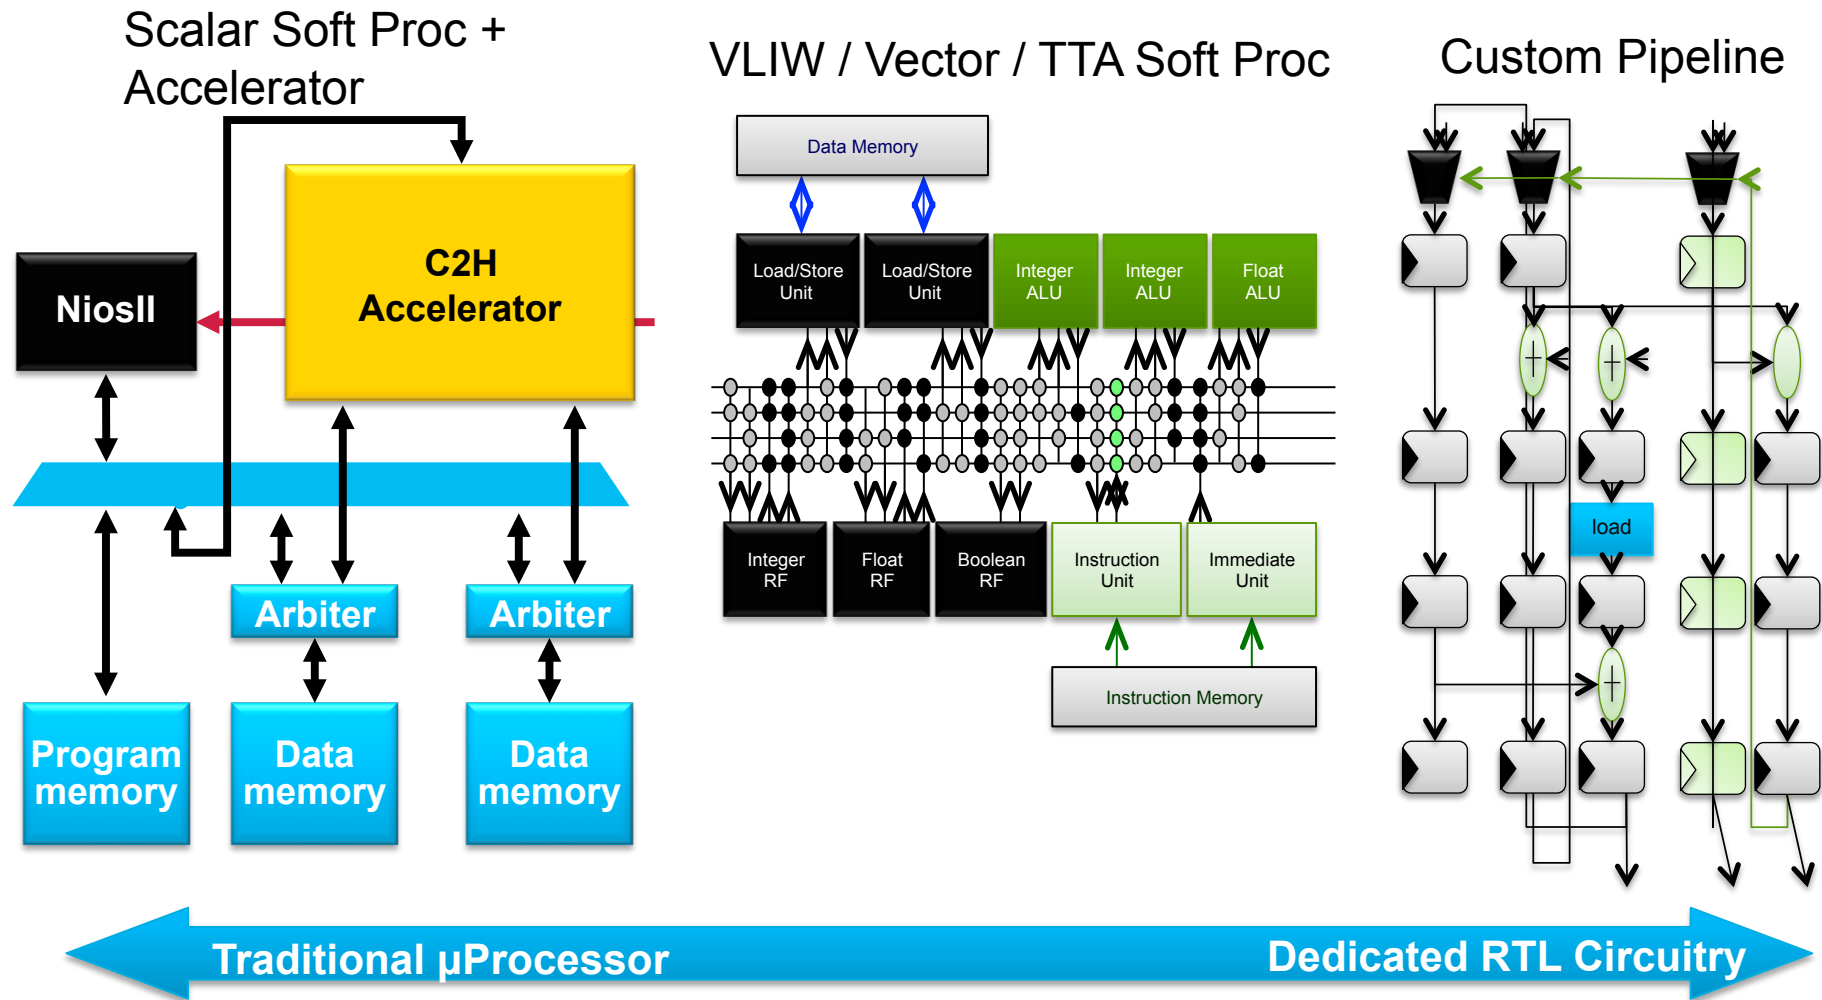 Scalar Soft Proc +
Accelerator
VLIW / Vector / TTA Soft Proc
Custom Pipeline
C2H
Accelerator
NiosII
Arbiter
Arbiter
Program
memory
Data
memory
Data
memory
Data Memory
Load/Store
Unit
Load/Store
Unit
Integer
ALU
Integer
ALU
Float
ALU
Integer
RF
Float
RF
Boolean
RF
Instruction
Unit
Immediate
Unit
Instruction Memory
+
+
load
+
Traditional µProcessor
Dedicated RTL Circuitry